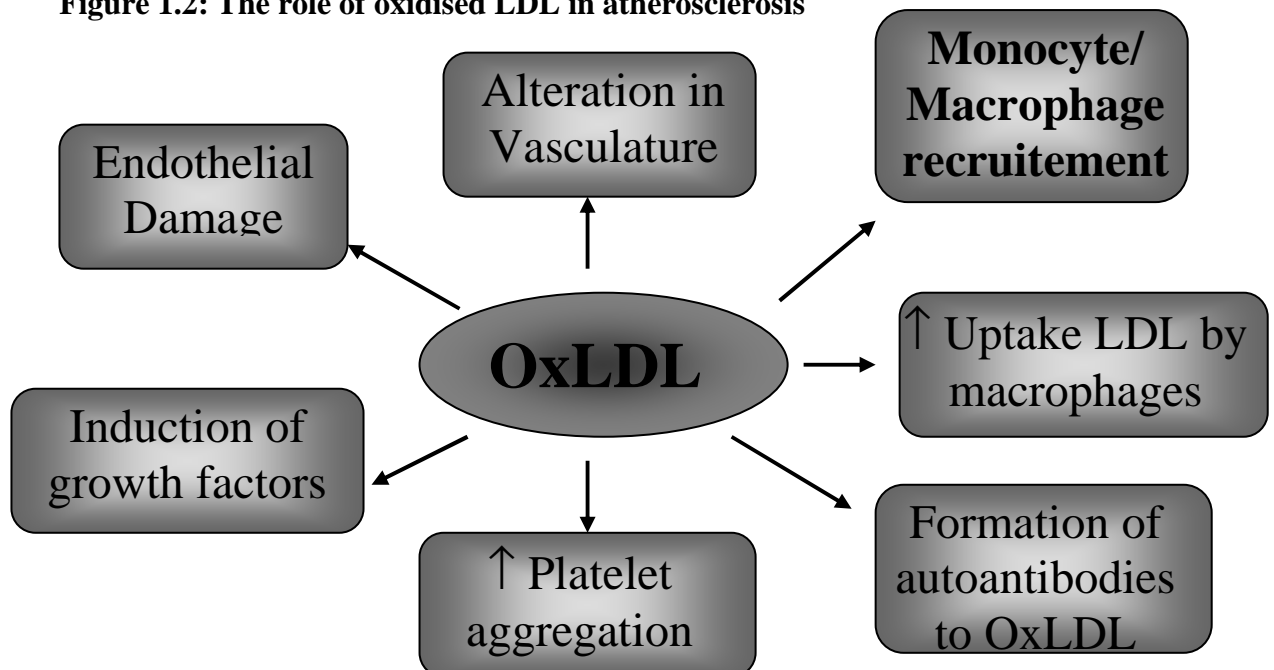 Figure 1.2: The role of oxidised LDL in atherosclerosis
Monocyte/
Macrophage
recruitement
Alteration in
Vasculature
Endothelial
Damage
OxLDL
↑ Uptake LDL by
macrophages
Induction of
growth factors
Formation of
autoantibodies
to OxLDL
↑ Platelet
aggregation